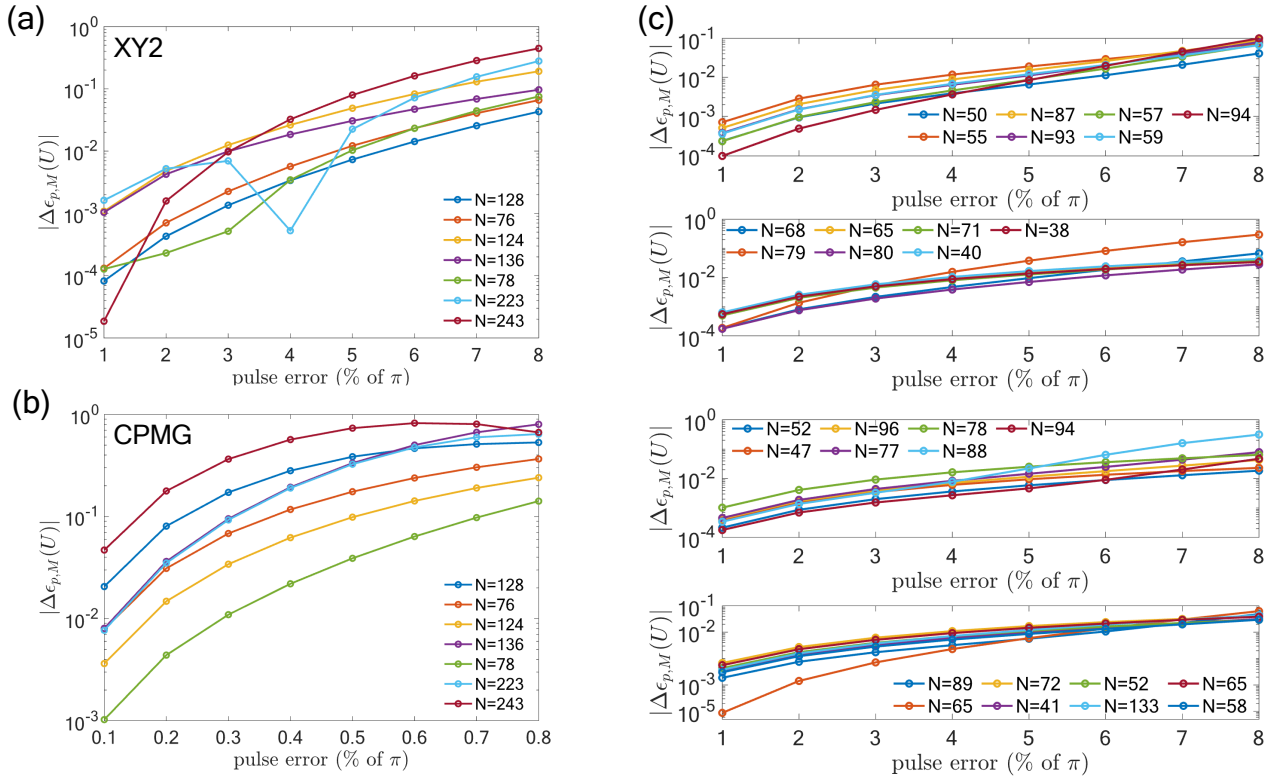 (a)
XY2
|Δϵ_{p,M}(U)|
10^0
10^{-1}
10^{-2}
10^{-3}
10^{-4}
10^{-5}
N=128
N=76
N=124
N=136
N=78
N=223
N=243
1 2 3 4 5 6 7 8
pulse error (% of π)
(b)
CPMG
|Δϵ_{p,M}(U)|
10^0
10^{-1}
10^{-2}
10^{-3}
N=128
N=76
N=124
N=136
N=78
N=223
N=243
0.1 0.2 0.3 0.4 0.5 0.6 0.7 0.8
pulse error (% of π)
(c)
|Δϵ_{p,M}(U)|
10^{-1}
10^{-2}
10^{-3}
10^{-4}
N=50 N=87 N=57 N=94
N=55 N=93 N=59
1 2 3 4 5 6 7 8
pulse error (% of π)
|Δϵ_{p,M}(U)|
10^0
10^{-2}
10^{-4}
N=68 N=65 N=71 N=38
N=79 N=80 N=40
1 2 3 4 5 6 7 8
pulse error (% of π)
|Δϵ_{p,M}(U)|
10^0
10^{-2}
10^{-4}
N=52 N=96 N=78 N=94
N=47 N=77 N=88
1 2 3 4 5 6 7 8
pulse error (% of π)
|Δϵ_{p,M}(U)|
10^{-1}
10^{-2}
10^{-3}
10^{-5}
N=89 N=72 N=52 N=65
N=65 N=41 N=133 N=58
1 2 3 4 5 6 7 8
pulse error (% of π)